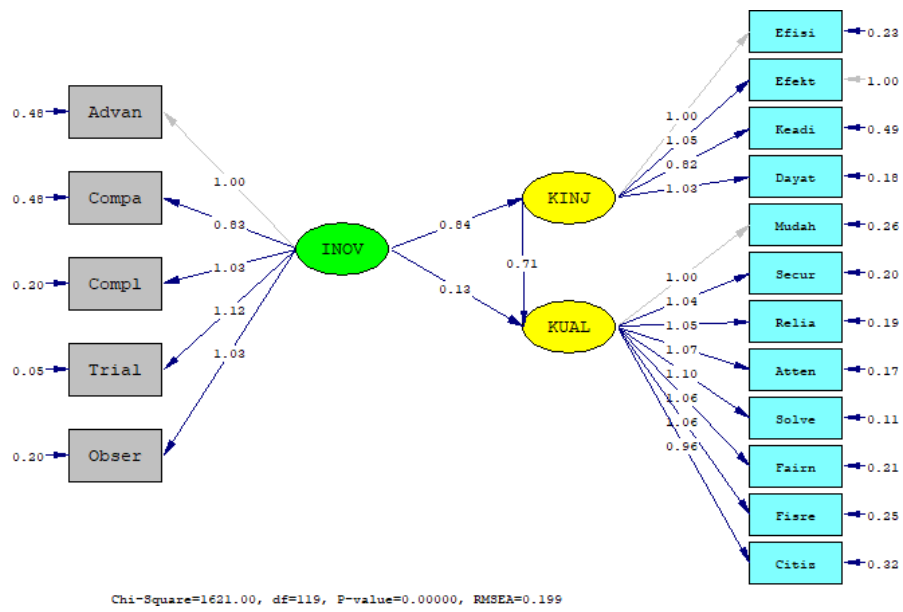 Efisi 0.23
Efekt 1.00
0.48 Advan
Keadi 0.49
1.00
1.05
0.82
1.03
Dayat 0.18
1.00
0.48 Compa
KINJ
0.83
0.84
Mudah 0.26
INOV
0.71
1.00
0.20 Compl
1.03
0.13
Secur 0.20
1.04
1.12
KUAL
1.05
Relia 0.19
1.03
1.07
0.05 Trial
Atten 0.17
1.10
1.06
Solve 0.11
1.06
0.96
0.20 Obser
Fairn 0.21
Fisre 0.25
Citis 0.32
Chi-Square=1621.00, df=119, P-value=0.00000, RMSEA=0.199